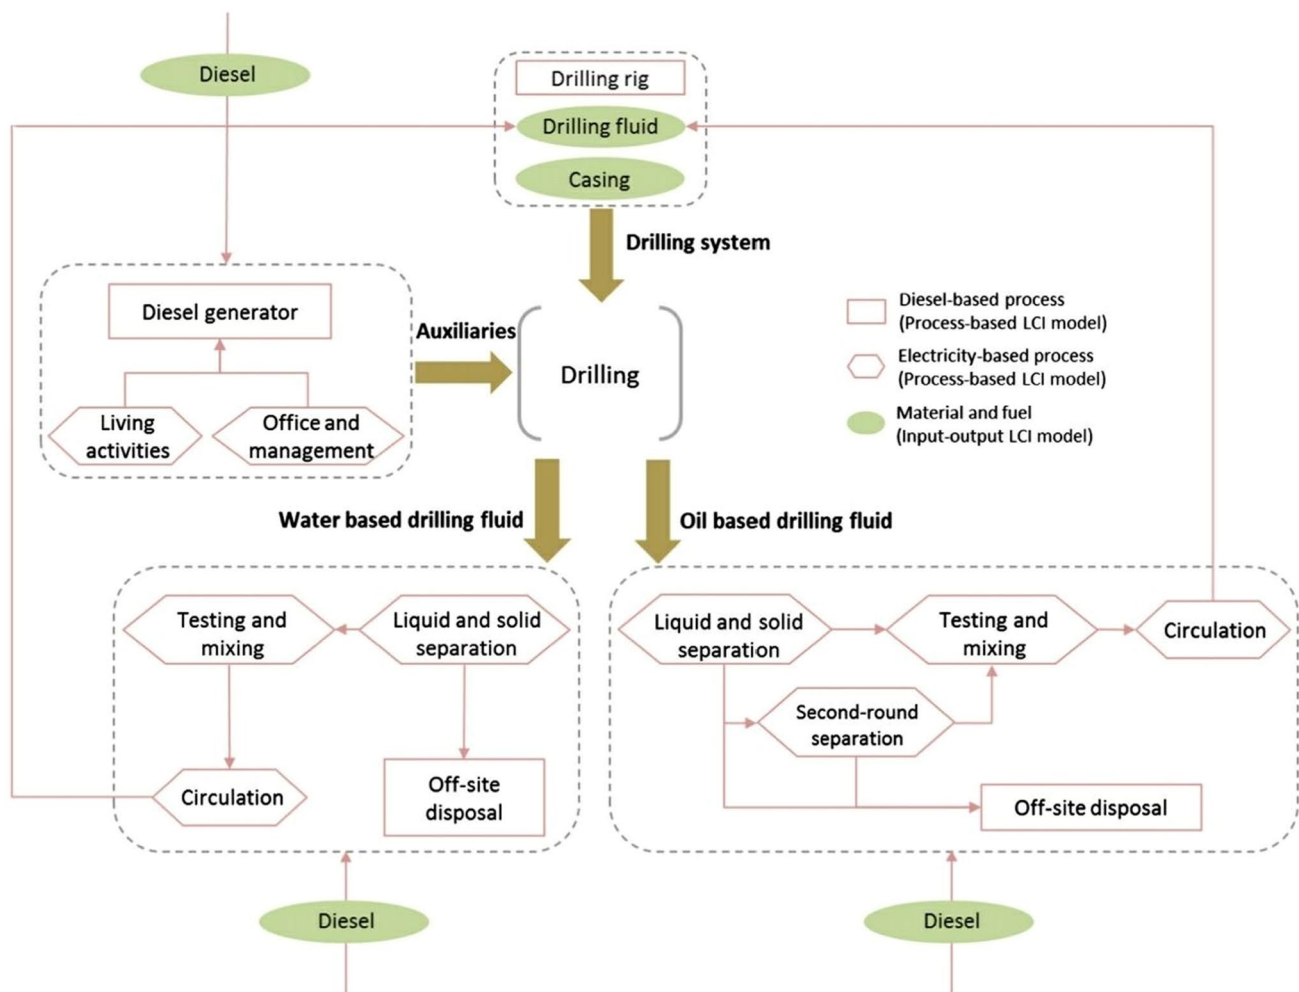 Diesel
Drilling rig
Drilling fluid
Casing
Drilling system
Diesel generator
Living
activities
Office and
management
Auxiliaries
Drilling
Diesel-based process
(Process-based LCI model)
Electricity-based process
(Process-based LCI model)
Material and fuel
(Input-output LCI model)
Water based drilling fluid
Oil based drilling fluid
Testing and
mixing
Liquid and solid
separation
Circulation
Off-site
disposal
Liquid and solid
separation
Testing and
mixing
Circulation
Second-round
separation
Off-site disposal
Diesel
Diesel